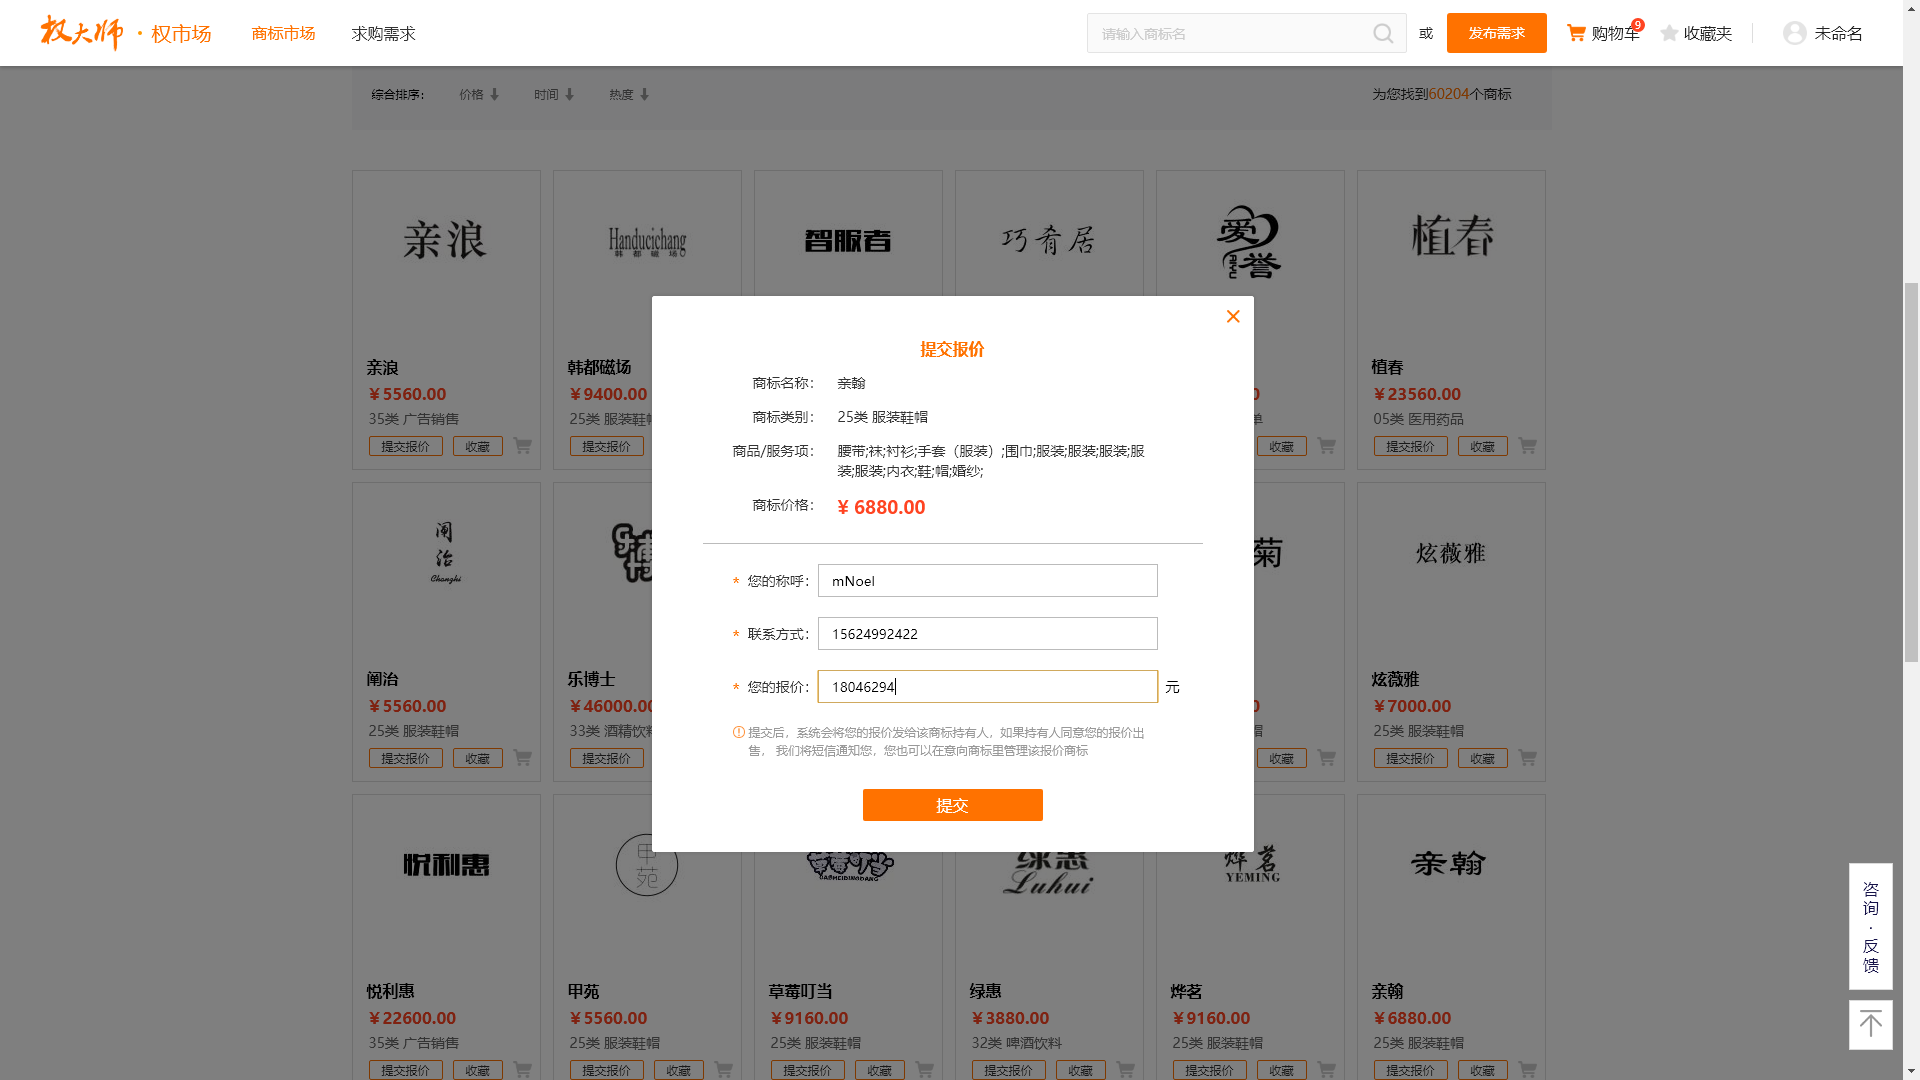 权大师·权市场
商标市场
求购需求
请输入商标名
或
发布需求
购物车
9
收藏夹
未命名
综合排序：
价格
时间
热度
为您找到60204个商标
亲浪
Handucichang
韩都磁场
智服者
巧肴居
爱誉
AIYU
植春
亲浪
韩都磁场
植春
￥5560.00
￥9400.00
￥23560.00
35类 广告销售
25类 服装鞋帽
05类 医用药品
提交报价
收藏
提交报价
收藏
提交报价
收藏
提交报价
商标名称：
亲翰
商标类别：
25类 服装鞋帽
商品/服务项：
腰带;袜;衬衫;手套（服装）;围巾;服装;服装;服装;服
装;服装;内衣;鞋;帽;婚纱;
商标价格：
¥ 6880.00
* 您的称呼：
mNoel
* 联系方式：
15624992422
* 您的报价：
18046294
元
提交后，系统会将您的报价发给该商标持有人，如果持有人同意您的报价出
售， 我们将短信通知您，您也可以在意向商标里管理该报价商标
提交
阐治
Chanzhi
乐博
菊
炫薇雅
阐治
乐博士
炫薇雅
￥5560.00
￥46000.00
￥7000.00
25类 服装鞋帽
33类 酒精饮料
25类 服装鞋帽
提交报价
收藏
提交报价
收藏
提交报价
收藏
悦利惠
甲苑
草莓叮当
CAOMEIDINGDANG
绿惠
Luhui
烨茗
YEMING
亲翰
悦利惠
甲苑
草莓叮当
绿惠
烨茗
亲翰
￥22600.00
￥5560.00
￥9160.00
￥3880.00
￥9160.00
￥6880.00
35类 广告销售
25类 服装鞋帽
25类 服装鞋帽
32类 啤酒饮料
25类 服装鞋帽
25类 服装鞋帽
提交报价
收藏
提交报价
收藏
提交报价
收藏
提交报价
收藏
提交报价
收藏
提交报价
收藏
咨
询
·
反
馈